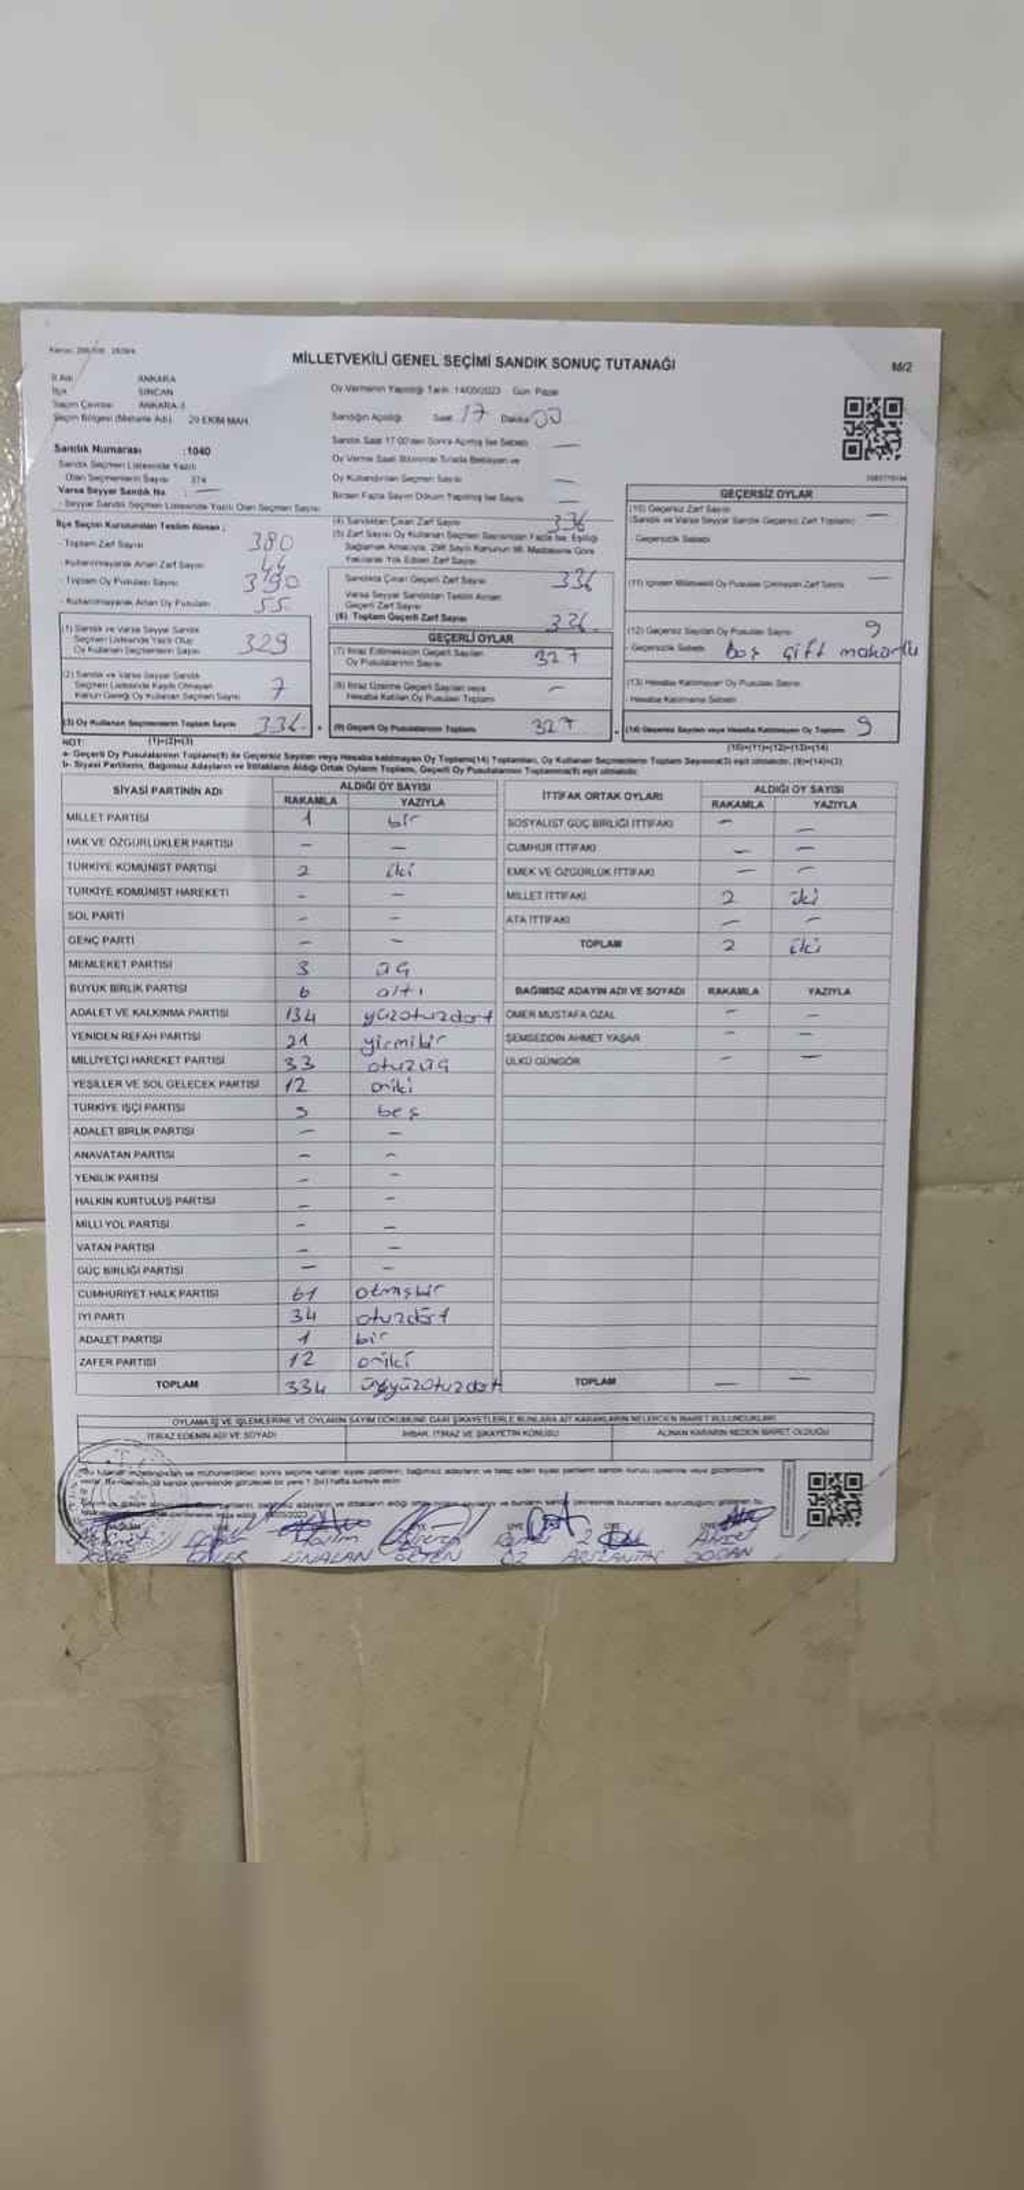 MİLLETVEKİLİ GENEL SEÇİMİ SANDIK SONUÇ TUTANAĞI
M/2
İl Adı : ANKARA
İlçe : SİNCAN
Seçim Çevresi : ANKARA-3
Seçim Bölgesi (Mahalle Adı) : 29 EKİM MAH.
Oy Vermenin Yapıldığı Tarih: 14/05/2023 Gün: Pazar
Sandığın Açıldığı Saat 17 Dakika 00
Sandık Saat 17:00'den Sonra Açılmış İse Sebebi —
Sandık Numarası :1040
Sandık Seçmen Listesinde Yazılı
Olan Seçmenlerin Sayısı : 374
Varsa Seyyar Sandık No : —
- Seyyar Sandık Seçmen Listesinde Yazılı Olan Seçmen Sayısı
Oy Kullandırılan Seçmen Sayısı —
Birden Fazla Sayım Döküm Yapılmış İse Sayısı —
İlçe Seçim Kurulundan Teslim Alınan ;
- Toplam Zarf Sayısı 380
- Kullanılmayarak Artan Zarf Sayısı 44
- Toplam Oy Pusulası Sayısı 390
- Kullanılmayarak Artan Oy Pusulası 55
(1) Sandık ve Varsa Seyyar Sandık
Seçmen Listesinde Yazılı Olup
Oy Kullanan Seçmenlerin Sayısı 329
(2) Sandık ve Varsa Seyyar Sandık
Seçmen Listesinde Kaydı Olmayan
Kanun Gereği Oy Kullanan Seçmen Sayısı 7
(3) Oy Kullanan Seçmenlerin Toplam Sayısı 336
(1)+(2)=(3)
(4) Sandıktan Çıkan Zarf Sayısı 336
(5) Zarf Sayısı Oy Kullanan Seçmen Sayısından Fazla İse, Eşitliği
Sağlamak Amacıyla, 298 Sayılı Kanunun 98. Maddesine Göre
Yakılarak Yok Edilen Zarf Sayısı
Sandıkta Çıkan Geçerli Zarf Sayısı 336
Varsa Seyyar Sandıktan Teslim Alınan
Geçerli Zarf Sayısı
(6) Toplam Geçerli Zarf Sayısı 336
GEÇERLİ OYLAR
(7) İtiraz Edilmeksizin Geçerli Sayılan
Oy Pusulalarının Sayısı 327
(8) İtiraz Üzerine Geçerli Sayılan veya
Hesaba Katılan Oy Pusulaları Toplamı —
(9) Geçerli Oy Pusulalarının Toplamı 327
GEÇERSİZ OYLAR
(10) Geçersiz Zarf Sayısı —
(Sandık ve Varsa Seyyar Sandık Geçersiz Zarf Toplamı)
Geçersizlik Sebebi
(11) İçinden Milletvekili Oy Pusulası Çıkmayan Zarf Sayısı —
(12) Geçersiz Sayılan Oy Pusulası Sayısı 9
- Geçersizlik Sebebi boş çift mühürlü
(13) Hesaba Katılmayan Oy Pusulası Sayısı
- Hesaba Katılmama Sebebi
(14) Geçersiz Sayılan veya Hesaba Katılmayan Oy Toplamı 9
(10)+(11)+(12)+(13)=(14)
NOT:
a- Geçerli Oy Pusulalarının Toplamı(9) ile Geçersiz Sayılan veya Hesaba katılmayan Oy Toplamı(14) Toplamları, Oy Kullanan Seçmenlerin Toplam Sayısına(3) eşit olmalıdır. (9)+(14)=(3)
b- Siyasi Partilerin, Bağımsız Adayların ve İttifakların Aldığı Oyların Toplamı, Geçerli Oy Pusulaları Toplamına(9) eşit olmalıdır.
SİYASİ PARTİNİN ADI ALDIĞI OY SAYISI
RAKAMLA YAZIYLA
MİLLET PARTİSİ 1 bir
HAK VE ÖZGÜRLÜKLER PARTİSİ — —
TÜRKİYE KOMÜNİST PARTİSİ 2 iki
TÜRKİYE KOMÜNİST HAREKETİ — —
SOL PARTİ — —
GENÇ PARTİ — —
MEMLEKET PARTİSİ 3 üç
BÜYÜK BİRLİK PARTİSİ 6 altı
ADALET VE KALKINMA PARTİSİ 134 yüzotuzdört
YENİDEN REFAH PARTİSİ 21 yirmibir
MİLLİYETÇİ HAREKET PARTİSİ 33 otuzüç
YEŞİLLER VE SOL GELECEK PARTİSİ 12 oniki
TÜRKİYE İŞÇİ PARTİSİ 5 beş
ADALET BİRLİK PARTİSİ — —
ANAVATAN PARTİSİ — —
YENİLİK PARTİSİ — —
HALKIN KURTULUŞ PARTİSİ — —
MİLLİ YOL PARTİSİ — —
VATAN PARTİSİ — —
GÜÇ BİRLİĞİ PARTİSİ — —
CUMHURİYET HALK PARTİSİ 61 otmışbir
İYİ PARTİ 34 otuzdört
ADALET PARTİSİ 1 bir
ZAFER PARTİSİ 12 oniki
TOPLAM 334 üçyüzotuzdört
İTTİFAK ORTAK OYLARI ALDIĞI OY SAYISI
RAKAMLA YAZIYLA
SOSYALİST GÜÇ BİRLİĞİ İTTİFAKI — —
CUMHUR İTTİFAKI — —
EMEK VE ÖZGÜRLÜK İTTİFAKI — —
MİLLET İTTİFAKI 2 iki
ATA İTTİFAKI — —
TOPLAM 2 iki
BAĞIMSIZ ADAYIN ADI VE SOYADI RAKAMLA YAZIYLA
ÖMER MUSTAFA ÖZAL — —
ŞEMSEDDİN AHMET YAŞAR — —
ÜLKÜ GÜNGÖR — —
TOPLAM — —
OYLAMA İŞ VE İŞLEMLERİNE VE OYLARIN SAYIM DÖKÜMÜNE DAİR ŞİKAYETLERLE BUNLARA AİT KARARLARIN NELERDEN İBARET BULUNDUKLARI
İTİRAZ EDENİN ADI VE SOYADI
İHBAR, İTİRAZ VE ŞİKAYETİN KONUSU
ALINAN KARARIN NEDEN İBARET OLDUĞU
ÜNALAN